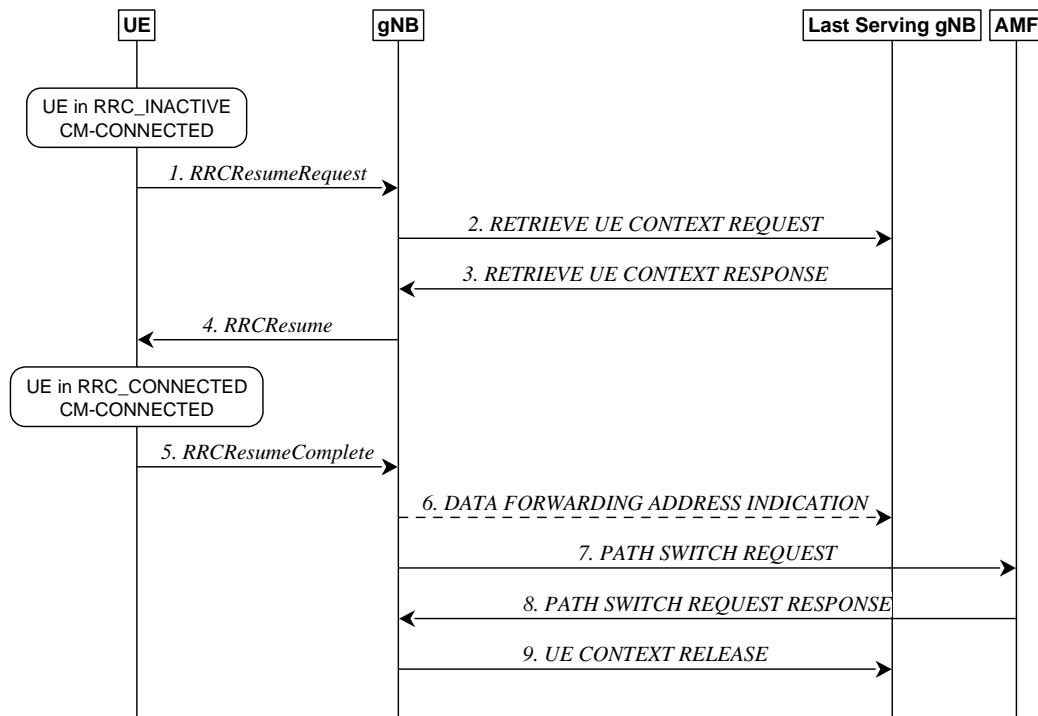 UE
gNB
Last Serving gNB
AMF
UE in RRC_INACTIVE
CM-CONNECTED
1. RRCResumeRequest
2. RETRIEVE UE CONTEXT REQUEST
3. RETRIEVE UE CONTEXT RESPONSE
4. RRCResume
UE in RRC_CONNECTED
CM-CONNECTED
5. RRCResumeComplete
6. DATA FORWARDING ADDRESS INDICATION
7. PATH SWITCH REQUEST
8. PATH SWITCH REQUEST RESPONSE
9. UE CONTEXT RELEASE